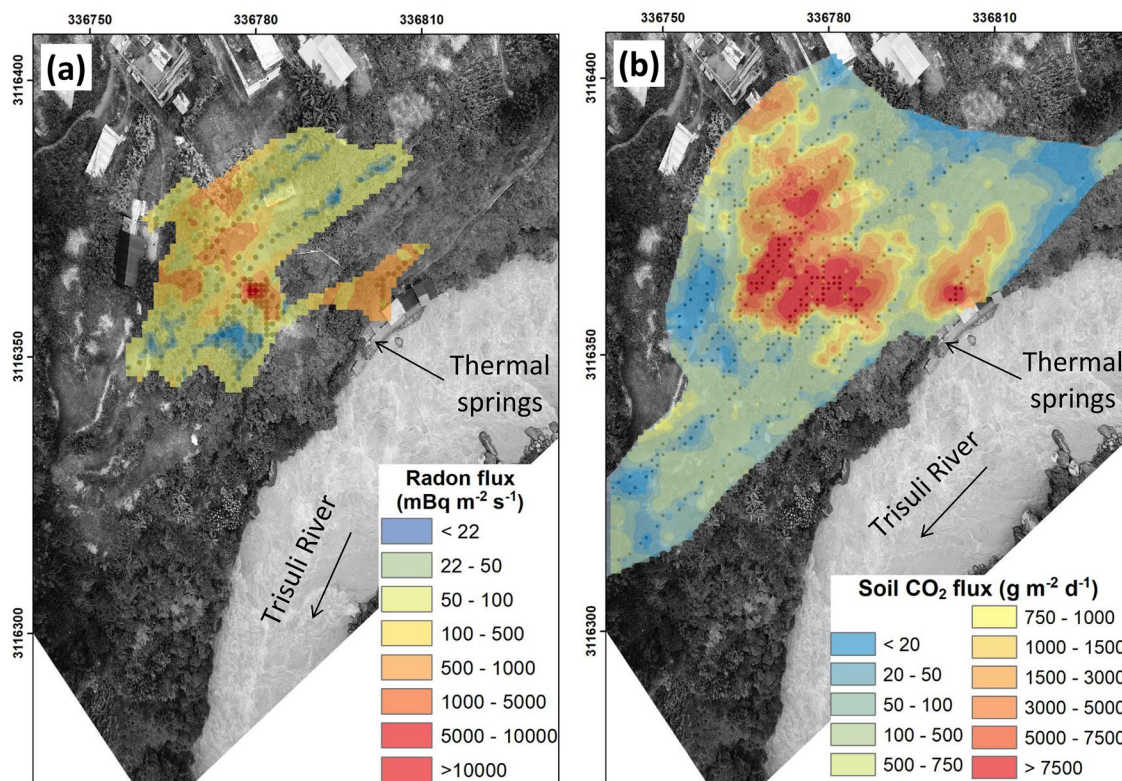 336750 336780 336810
(a)
3116400
3116350
3116300
Thermal
springs
Trisuli River
Radon flux
(mBq m⁻² s⁻¹)
< 22
22 - 50
50 - 100
100 - 500
500 - 1000
1000 - 5000
5000 - 10000
>10000
336750 336780 336810
(b)
3116400
3116350
3116300
Thermal
springs
Trisuli River
Soil CO₂ flux (g m⁻² d⁻¹)
< 20
20 - 50
50 - 100
100 - 500
500 - 750
750 - 1000
1000 - 1500
1500 - 3000
3000 - 5000
5000 - 7500
> 7500